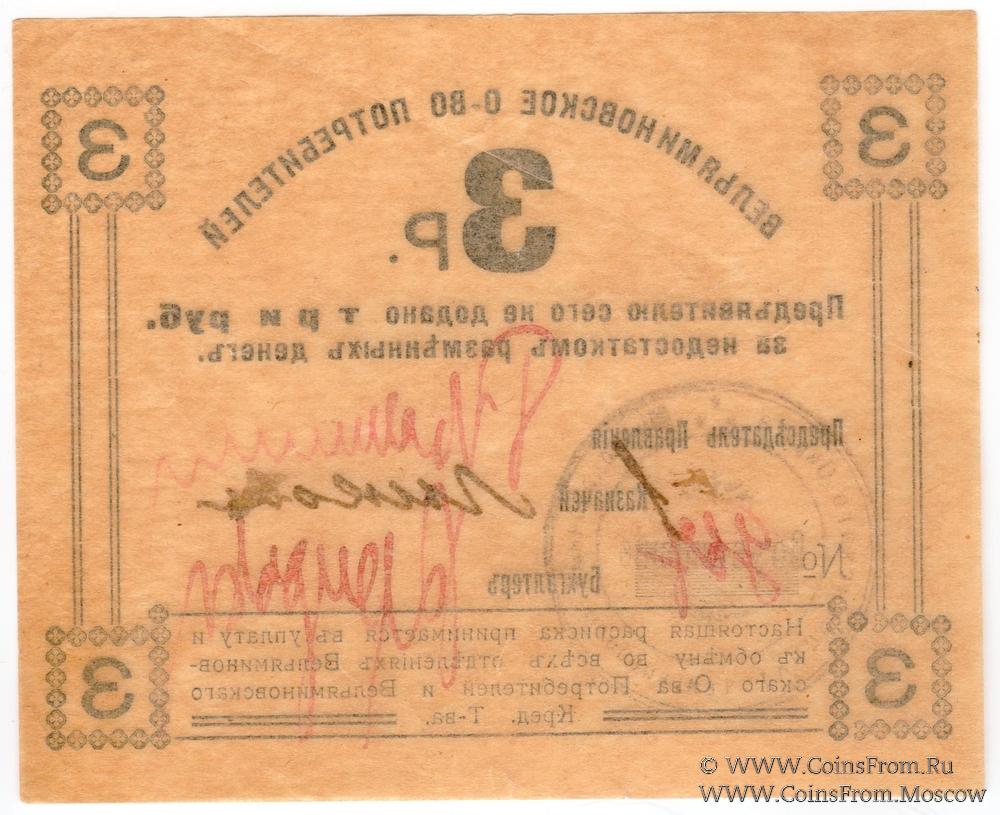 ВЕЛЬЯМИНОВСКОЕ О-ВО ПОТРЕБИТЕЛЕЙ
3 3
3 Р.
Предъявителю сего не додано три руб.
за недостаткомъ размѣнныхъ денегъ.
Предсѣдатель Правленія
Казначей
№
Бухгалтеръ
Настоящая расписка принимается въ уплату и
къ обмѣну во всѣхъ отдѣленіяхъ Вельяминов-
скаго О-ва Потребителей и Вельяминовскаго
Кред. Т-ва.
3 3
© WWW.CoinsFrom.Ru
WWW.CoinsFrom.Moscow